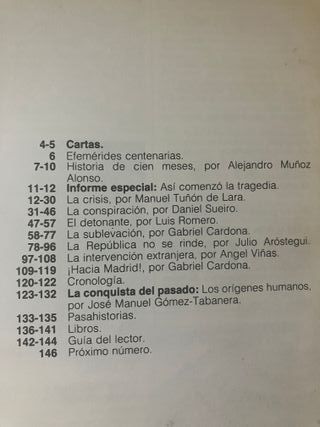 4-5 Cartas.
6 Efemérides centenarias.
7-10 Historia de cien meses, por Alejandro Muñoz
Alonso.
11-12 Informe especial: Así comenzó la tragedia.
12-30 La crisis, por Manuel Tuñón de Lara.
31-46 La conspiración, por Daniel Sueiro.
47-57 El detonante, por Luis Romero.
58-77 La sublevación, por Gabriel Cardona.
78-96 La República no se rinde, por Julio Aróstegui.
97-108 La intervención extranjera, por Angel Viñas.
109-119 ¡Hacia Madrid!, por Gabriel Cardona.
120-122 Cronología.
123-132 La conquista del pasado: Los orígenes humanos,
por José Manuel Gómez-Tabanera.
133-135 Pasahistorias.
136-141 Libros.
142-144 Guía del lector.
146 Próximo número.